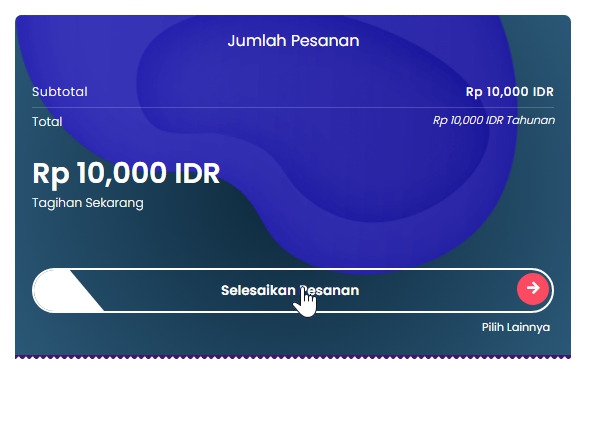 Jumlah Pesanan
Subtotal Rp 10,000 IDR
Total Rp 10,000 IDR Tahunan
Rp 10,000 IDR
Tagihan Sekarang
Selesaikan Pesanan
Pilih Lainnya